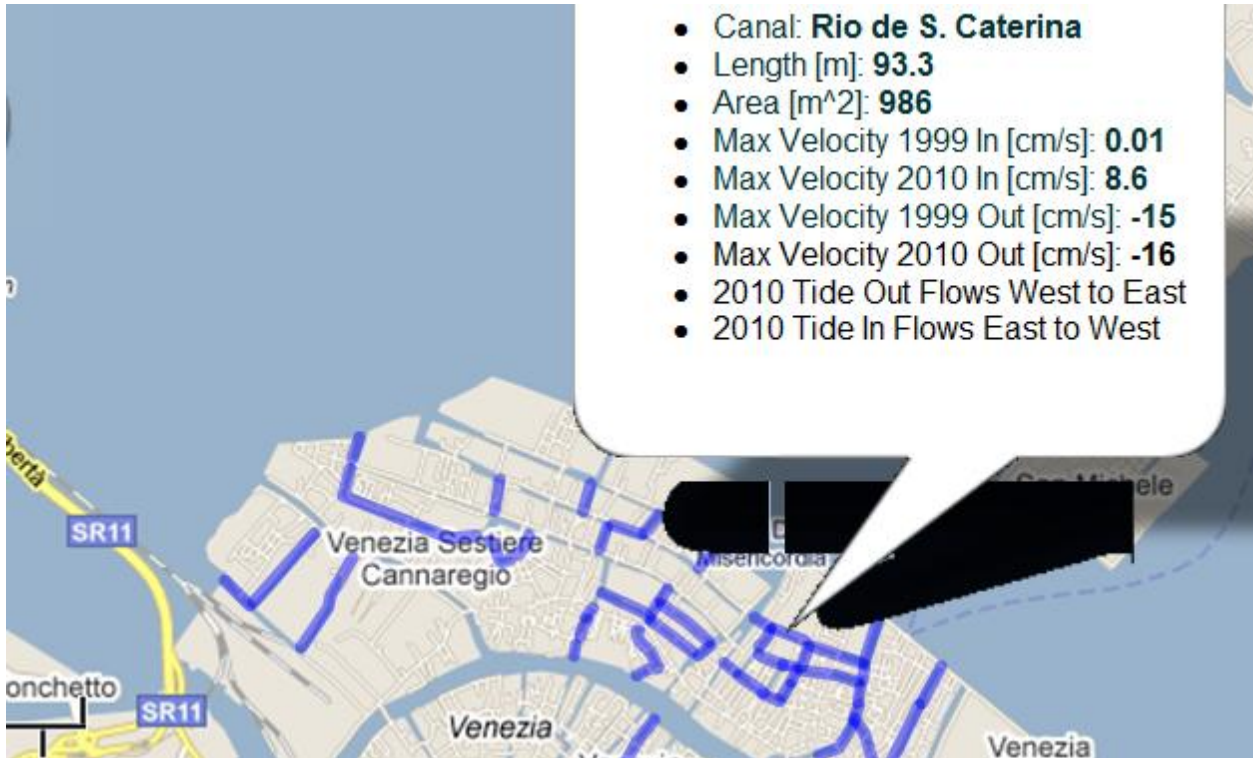 • Canal: Rio de S. Caterina
• Length [m]: 93.3
• Area [m^2]: 986
• Max Velocity 1999 In [cm/s]: 0.01
• Max Velocity 2010 In [cm/s]: 8.6
• Max Velocity 1999 Out [cm/s]: -15
• Max Velocity 2010 Out [cm/s]: -16
• 2010 Tide Out Flows West to East
• 2010 Tide In Flows East to West
SR11
Venezia Sestiere
Cannaregio
Misericordia
onchetto
SR11
Venezia
Venezia